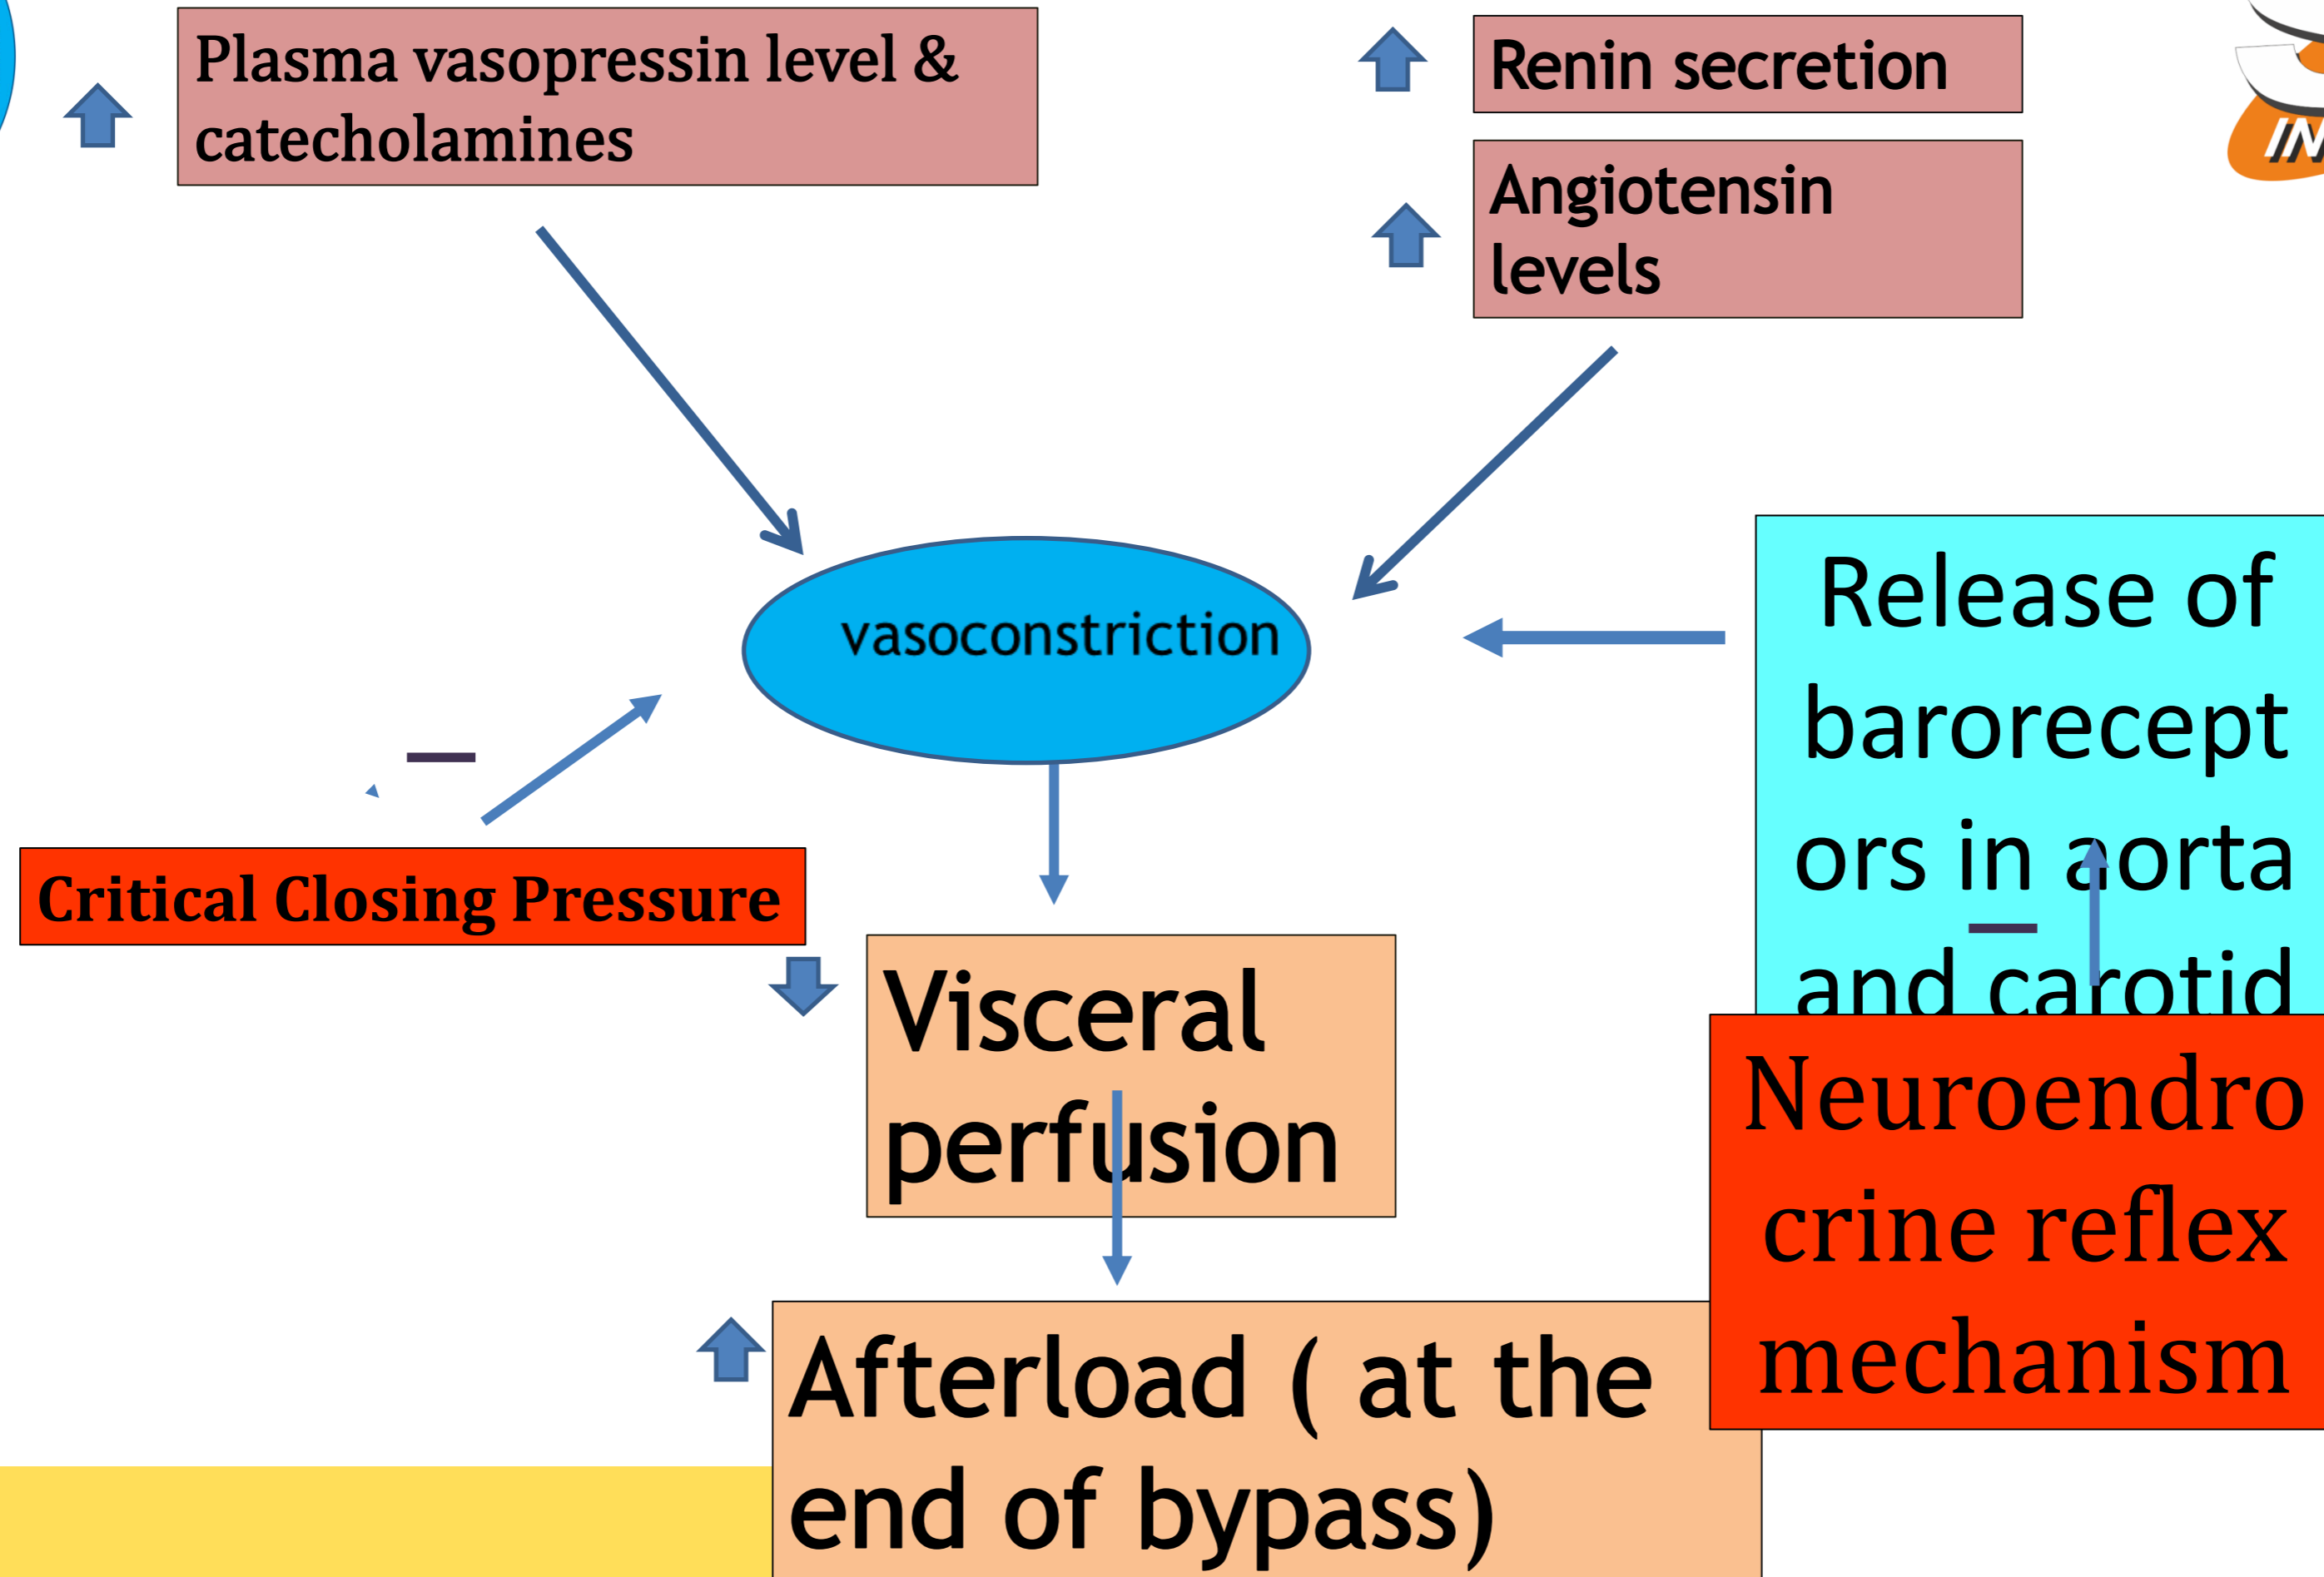 Plasma vasopressin level &
catecholamines
Renin secretion
Angiotensin
levels
vasoconstriction
Release of
barorecept
ors in aorta
and carotid
Critical Closing Pressure
Visceral
perfusion
Neuroendro
crine reflex
mechanism
Afterload ( at the
end of bypass)